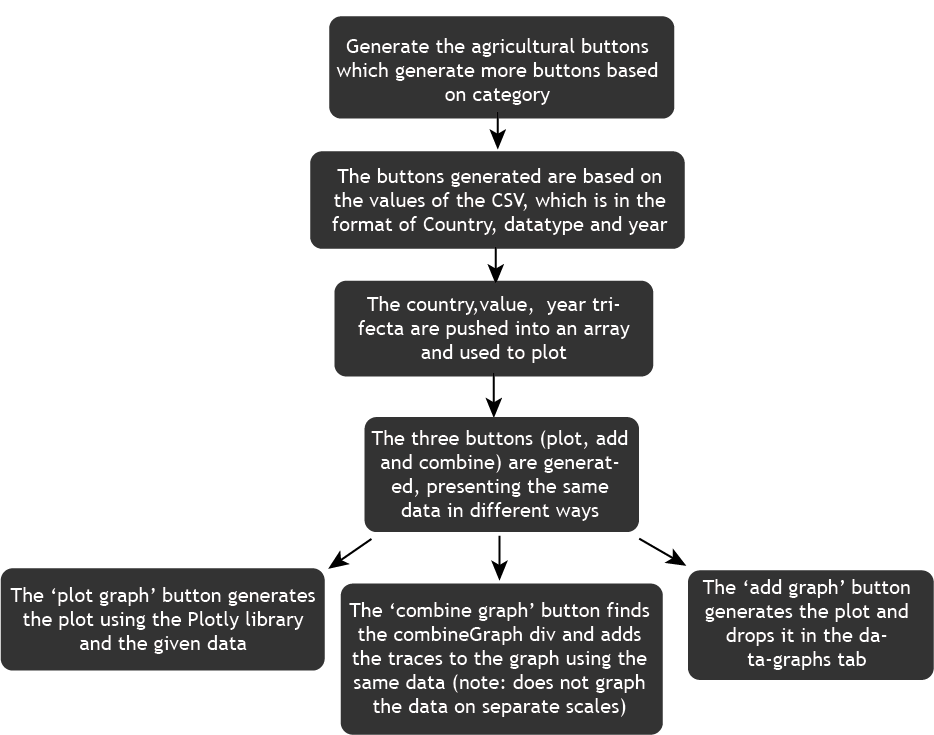 Generate the agricultural buttons
which generate more buttons based
on category
The buttons generated are based on
the values of the CSV, which is in the
format of Country, datatype and year
The country,value,  year tri-
fecta are pushed into an array
and used to plot
The three buttons (plot, add
and combine) are generat-
ed, presenting the same
data in different ways
The ‘plot graph’ button generates
the plot using the Plotly library
and the given data
The ‘combine graph’ button finds
the combineGraph div and adds
the traces to the graph using the
same data (note: does not graph
the data on separate scales)
The ‘add graph’ button
generates the plot and
drops it in the da-
ta-graphs tab